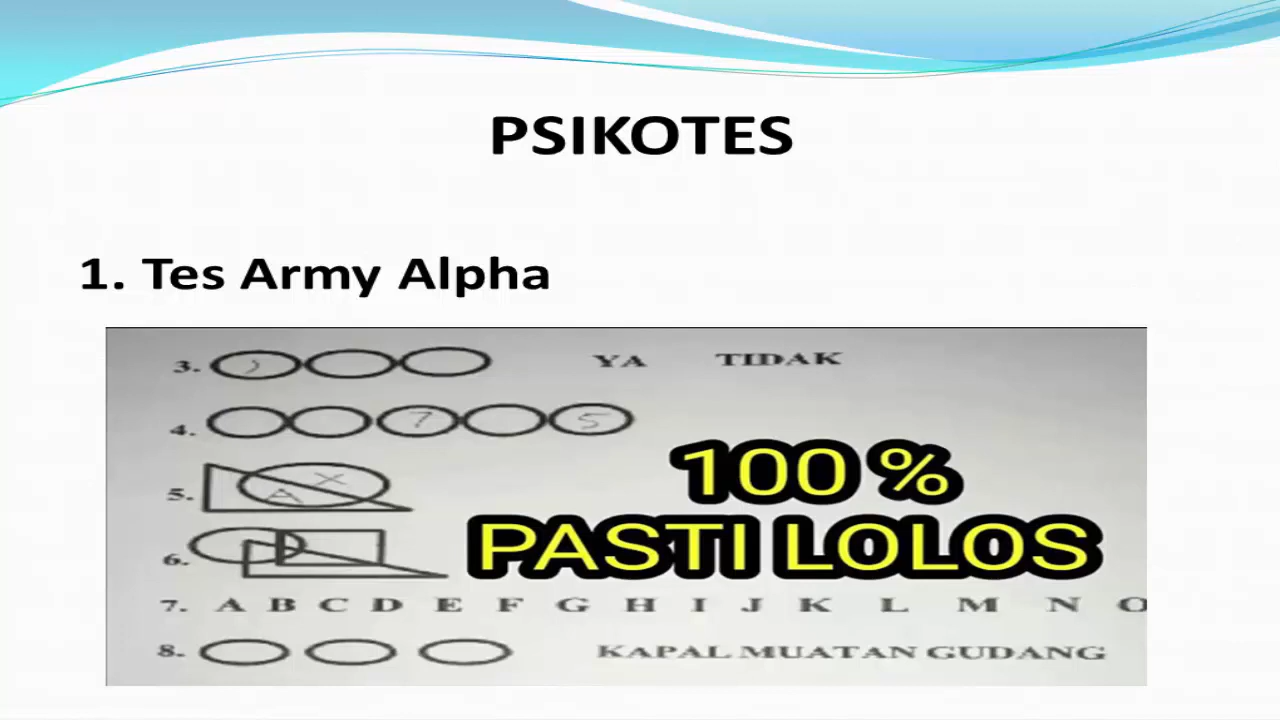 PSIKOTES
1. Tes Army Alpha
3. YA TIDAK
4. 7 5
5. A X
6.
7. A B C D E F G H I J K L M N O
8. KAPAL MUATAN GUDANG
100 %
PASTI LOLOS